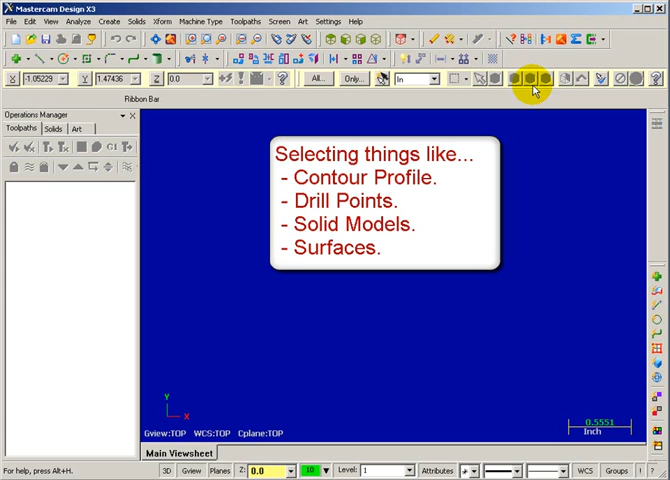 Mastercam Design X3
File Edit View Analyze Create Solids Xform Machine Type Toolpaths Screen Art Settings Help
X -1.05229 Y 1.47436 Z 0.0 All... Only... In
Ribbon Bar
Operations Manager
Toolpaths Solids Art
G1
Selecting things like...
- Contour Profile.
- Drill Points.
- Solid Models.
- Surfaces.
Y
X
Gview:TOP WCS:TOP Cplane:TOP
0.5551
Inch
Main Viewsheet
For help, press Alt+H. 3D Gview Planes Z: 0.0 10 Level: 1 Attributes WCS Groups ! ?